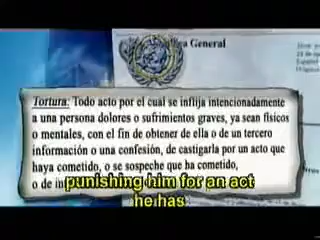 a General
Español
Tortura: Todo acto por el cual se inflija intencionadamente
a una persona dolores o sufrimientos graves, ya sean físicos
o mentales, con el fin de obtener de ella o de un tercero
información o una confesión, de castigarla por un acto que
haya cometido, o se sospeche que ha cometido,
o de in
punishing him for an act
he has